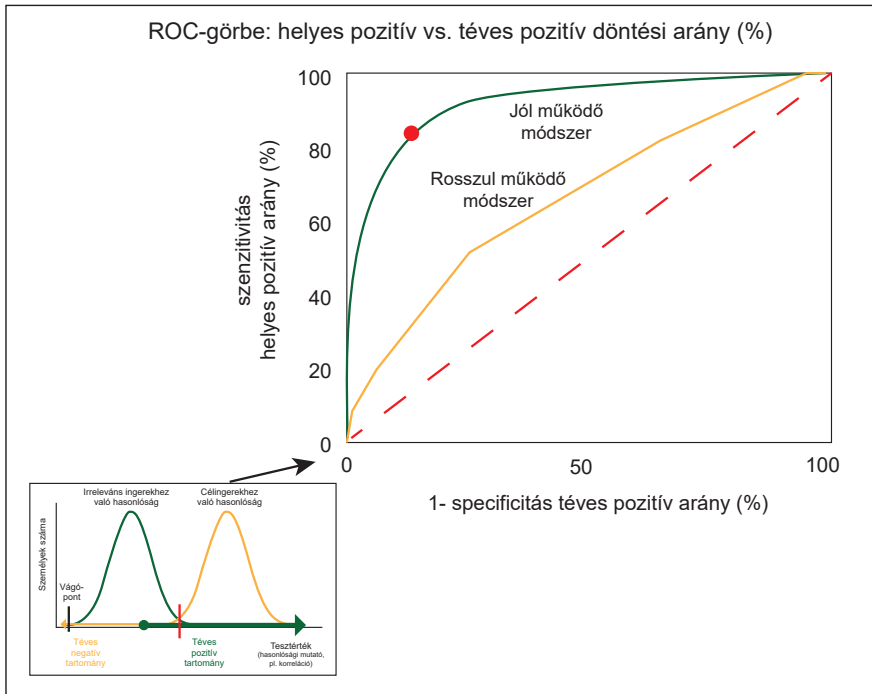 ROC-görbe: helyes pozitív vs. téves pozitív döntési arány (%)
100
80
60
40
20
0
szenzitivitás
helyes pozitív arány (%)
Jól működő
módszer
Rosszul működő
módszer
0
50
100
1- specificitás téves pozitív arány (%)
Irreleváns ingerekhez
való hasonlóság
Célingerekhez
való hasonlóság
Személyek száma
Vágó-
pont
Téves
negatív
tartomány
Téves
pozitív
tartomány
Tesztérték
(hasonlósági mutató,
pl. korreláció)